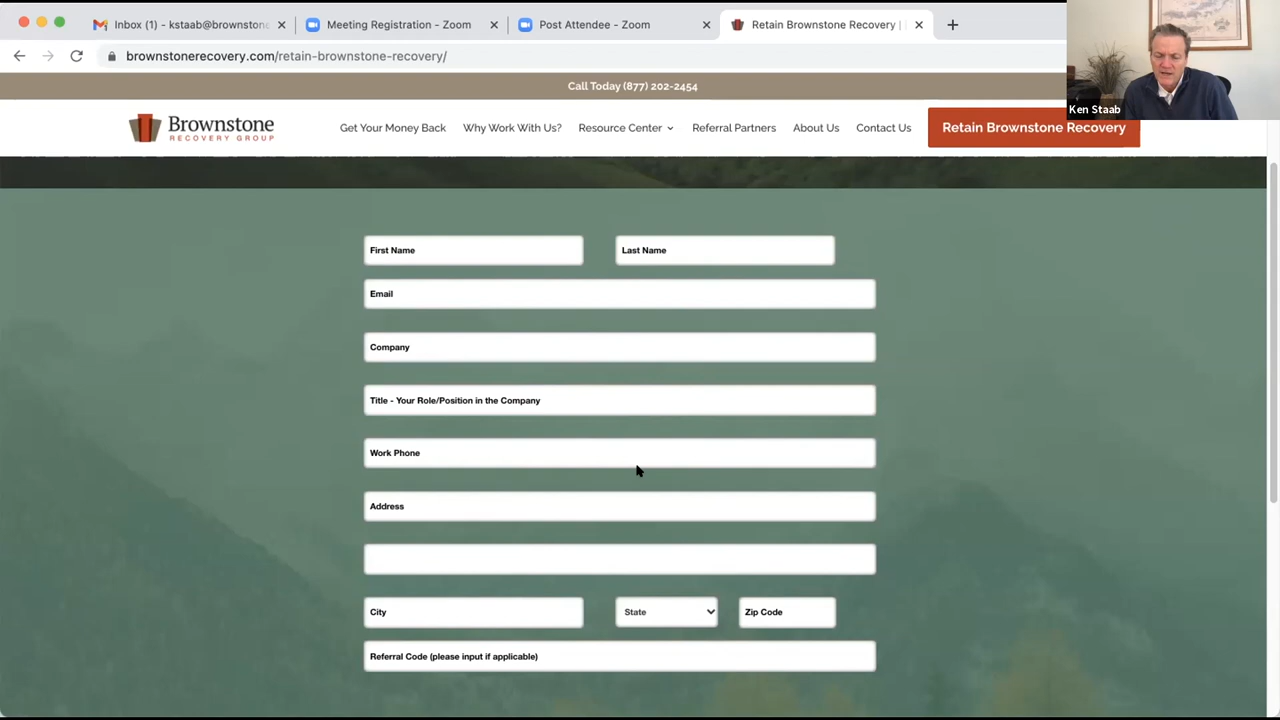 Inbox (1) - kstaab@brownstone
Meeting Registration - Zoom
Post Attendee - Zoom
Retain Brownstone Recovery |
brownstonerecovery.com/retain-brownstone-recovery/
Ken Staab
Call Today (877) 202-2454
Brownstone
RECOVERY GROUP
Get Your Money Back
Why Work With Us?
Resource Center
Referral Partners
About Us
Contact Us
Retain Brownstone Recovery
First Name
Last Name
Email
Company
Title - Your Role/Position in the Company
Work Phone
Address
City
State
Zip Code
Referral Code (please input if applicable)